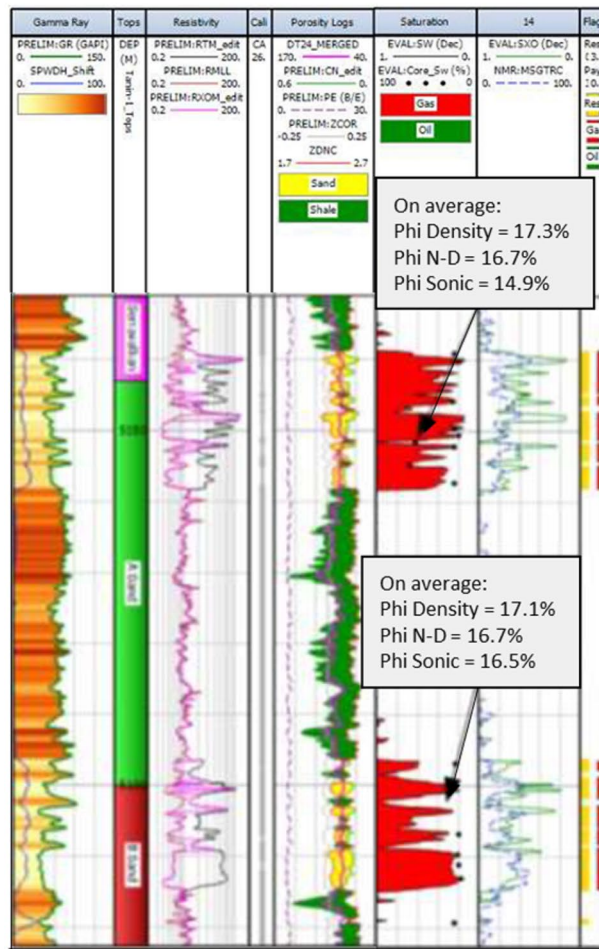 Gamma Ray
PRELIM:GR (GAPI)
0. 150.
SPWDH_Shift
0. 100.
Tops
DEP
(M)
Resistivity
PRELIM:RTM_edit
0.2 200.
PRELIM:RMLL
0.2 200.
PRELIM:RXOM_edit
0.2 200.
Cali
CA
26.
Porosity Logs
DT24_MERGED
170. 40.
PRELIM:CN_edit
0.6 0.
PRELIM:PE (B/E)
0. 30.
PRELIM:ZCOR
-0.25 0.25
ZDNC
1.7 2.7
Sand
Shale
Saturation
EVAL:SW (Dec)
1. 0.
EVAL:Core_Sw (%)
100 0
Gas
Oil
14
EVAL:SXO (Dec)
1. 0.
NMR:MSGTRC
0. 100.
Flag
Res
Res
Ga
Oil
On average:
Phi Density = 17.3%
Phi N-D = 16.7%
Phi Sonic = 14.9%
A sand
On average:
Phi Density = 17.1%
Phi N-D = 16.7%
Phi Sonic = 16.5%
B sand